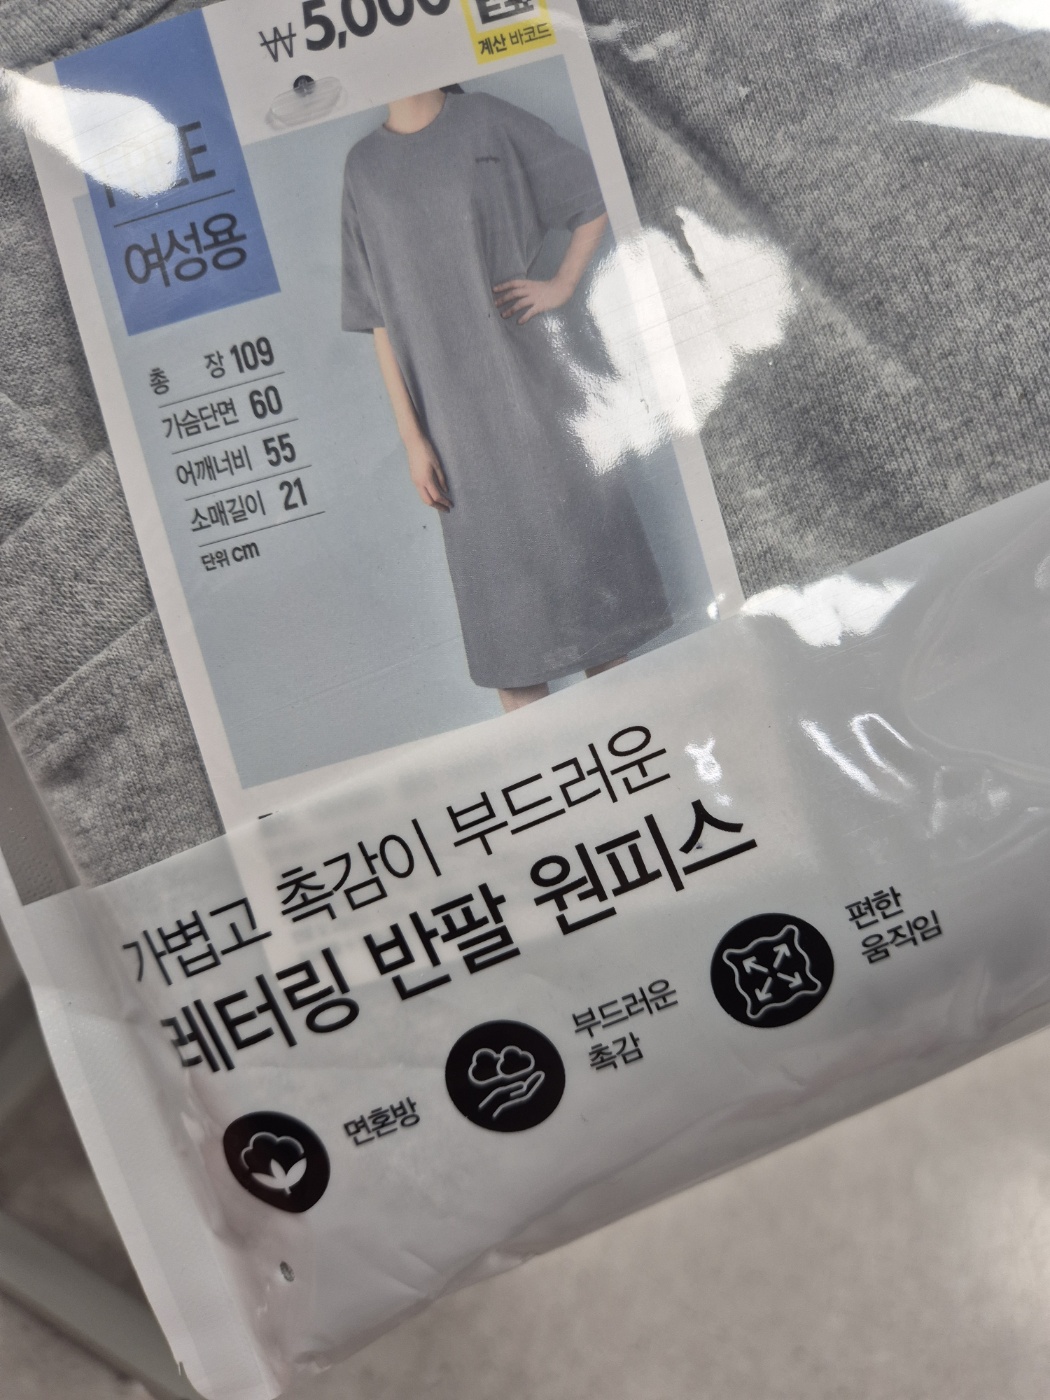 ₩5,000
계산 바코드
FREE
여성용
총 장 109
가슴단면 60
어깨너비 55
소매길이 21
단위 cm
가볍고 촉감이 부드러운
레터링 반팔 원피스
면혼방
부드러운
촉감
편한
움직임